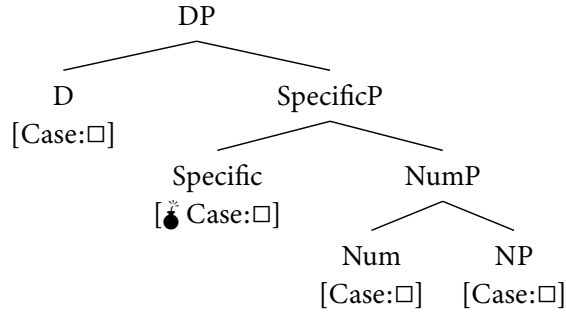 DP
D SpecificP
[Case:□]
Specific NumP
[💣Case:□]
Num NP
[Case:□] [Case:□]